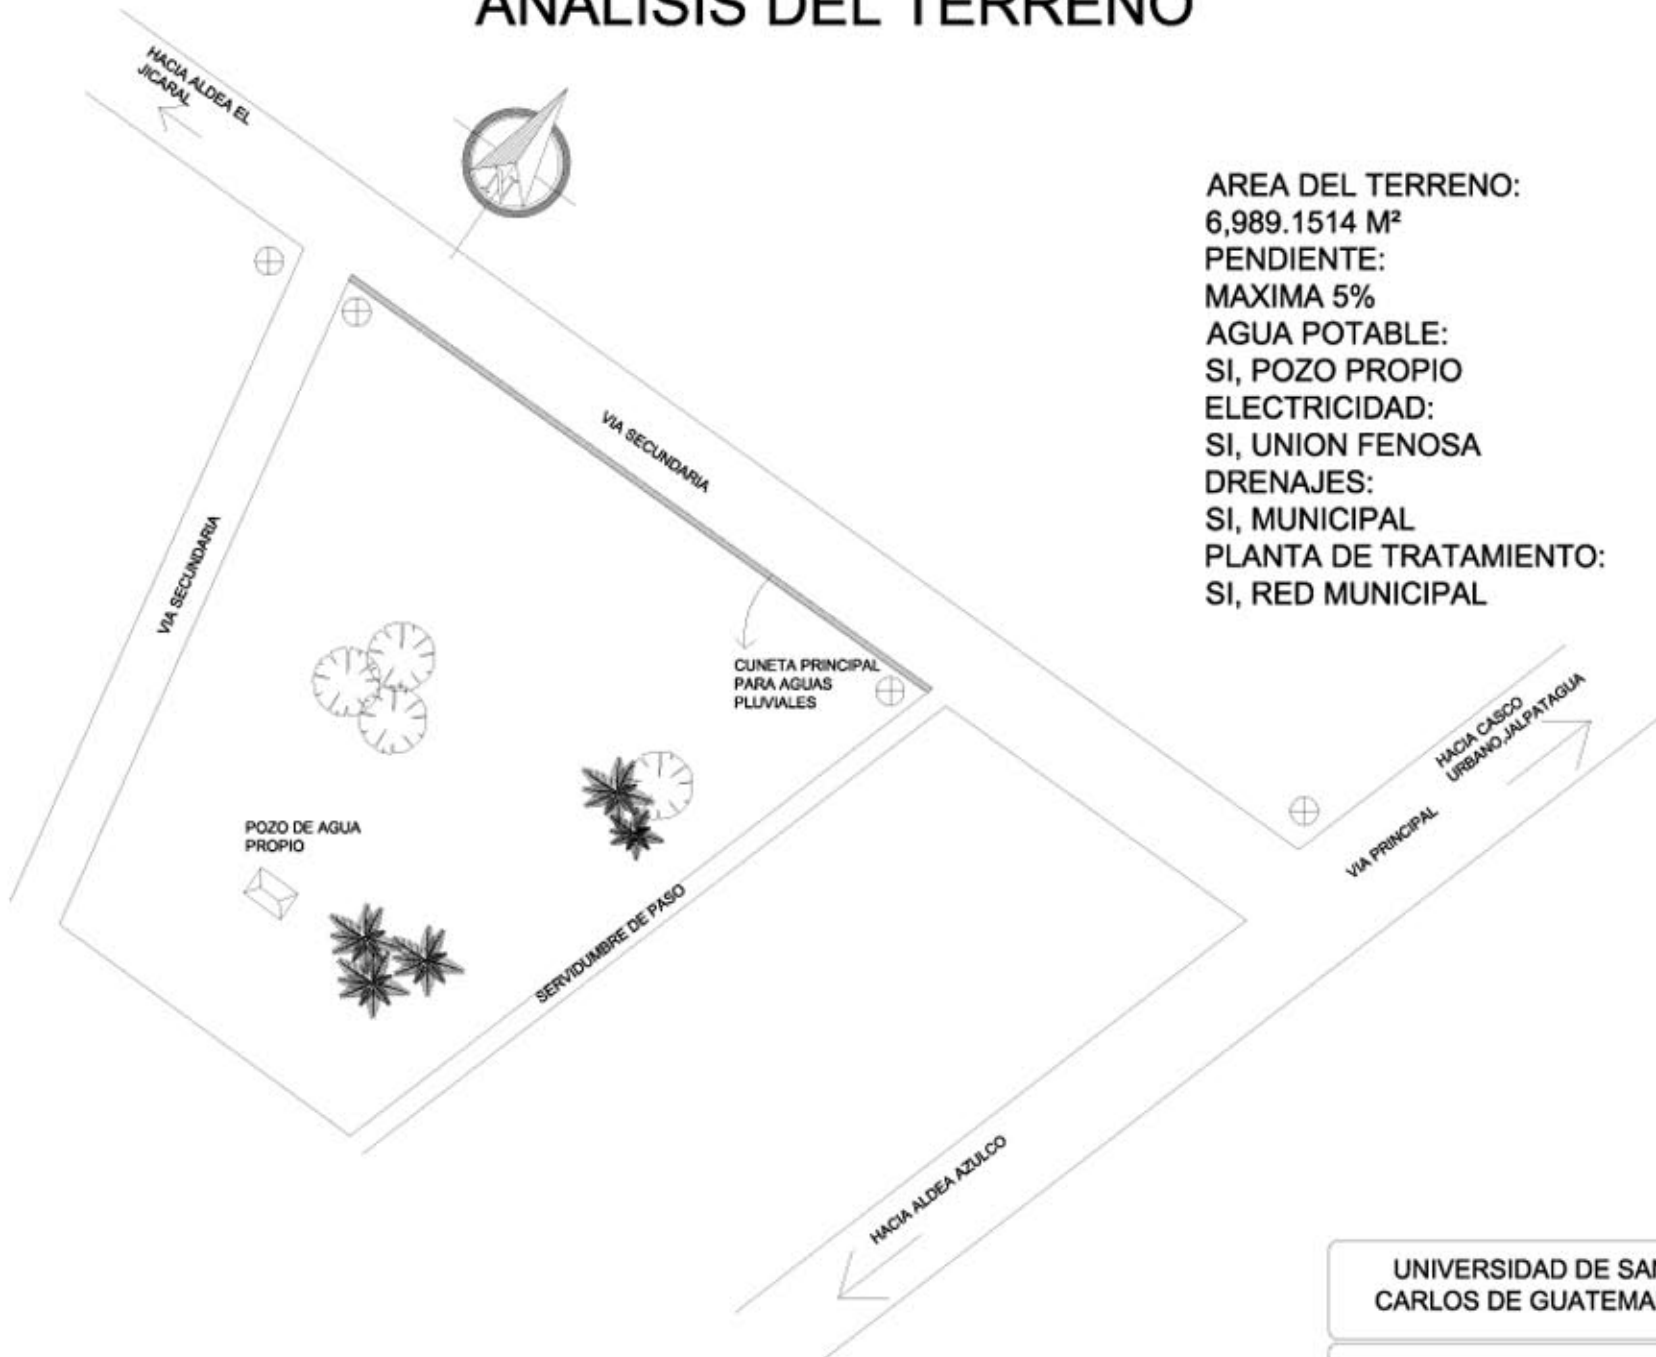 ANALISIS DEL TERRENO
HACIA ALDEA EL
JICARAL
N
AREA DEL TERRENO:
6,989.1514 M²
PENDIENTE:
MAXIMA 5%
AGUA POTABLE:
SI, POZO PROPIO
ELECTRICIDAD:
SI, UNION FENOSA
DRENAJES:
SI, MUNICIPAL
PLANTA DE TRATAMIENTO:
SI, RED MUNICIPAL
VIA SECUNDARIA
VIA SECUNDARIA
CUNETA PRINCIPAL
PARA AGUAS
PLUVIALES
HACIA CASCO
URBANO,JALPATAGUA
VIA PRINCIPAL
POZO DE AGUA
PROPIO
SERVIDUMBRE DE PASO
HACIA ALDEA AZULCO
UNIVERSIDAD DE SAN
CARLOS DE GUATEMA